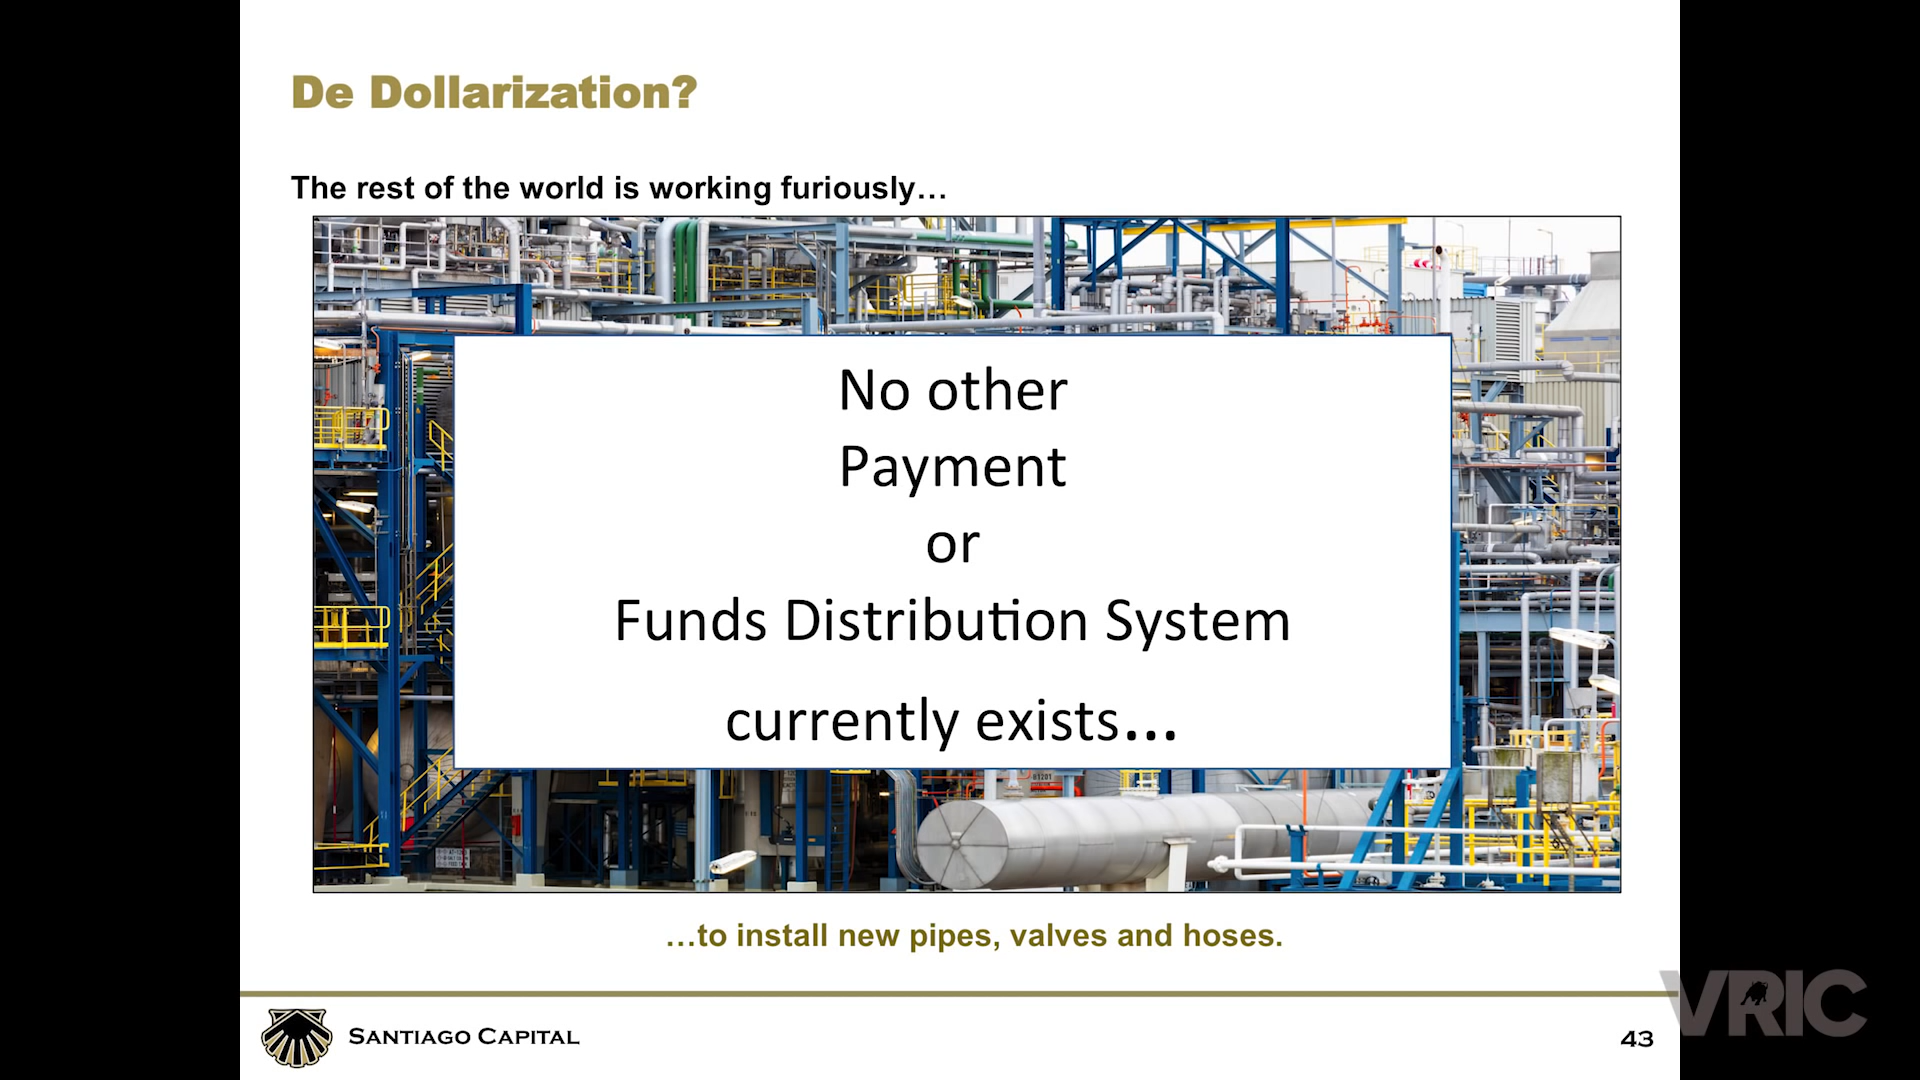 De Dollarization?
The rest of the world is working furiously…
No other
Payment
or
Funds Distribution System
currently exists...
…to install new pipes, valves and hoses.
SANTIAGO CAPITAL
43
VRIC